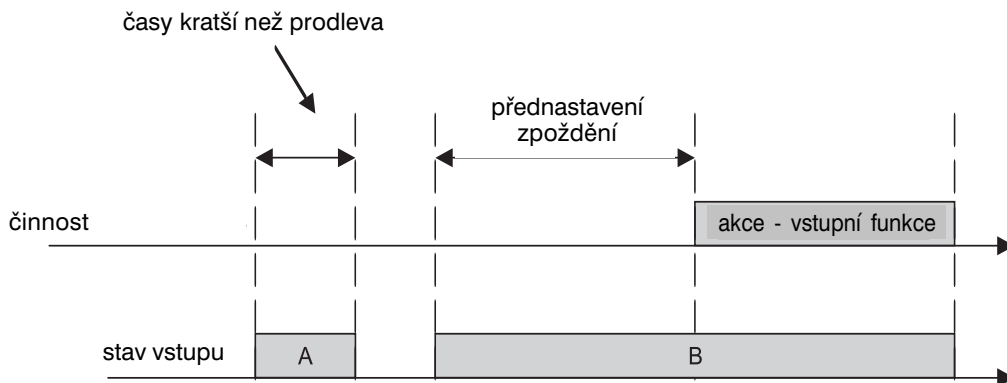 časy kratší než prodleva
přednastavení
zpoždění
činnost
akce - vstupní funkce
stav vstupu
A
B